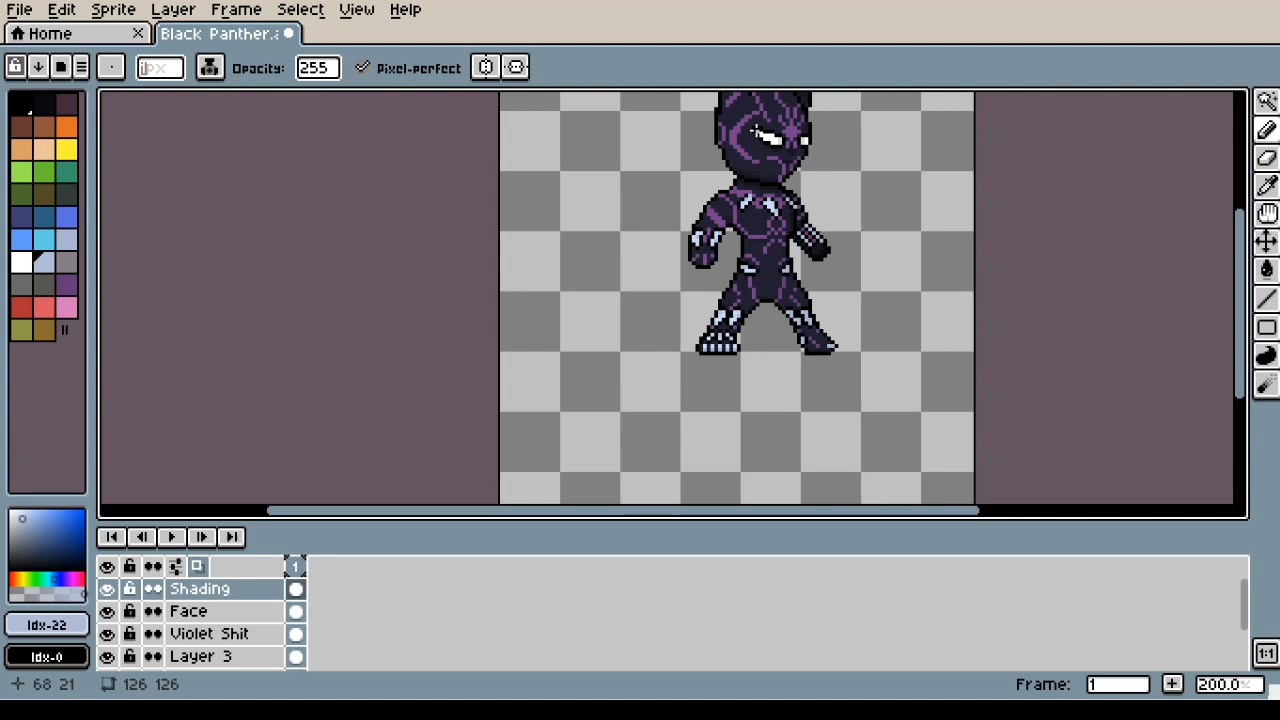 File Edit Sprite Layer Frame Select View Help
Home Black Panther.a
Opacity: 255 Pixel-perfect
1
Shading
Face
Violet Shit
Layer 3
Idx-22
Idx-0
1:1
68 21 126 126 Frame: 1 200.0%